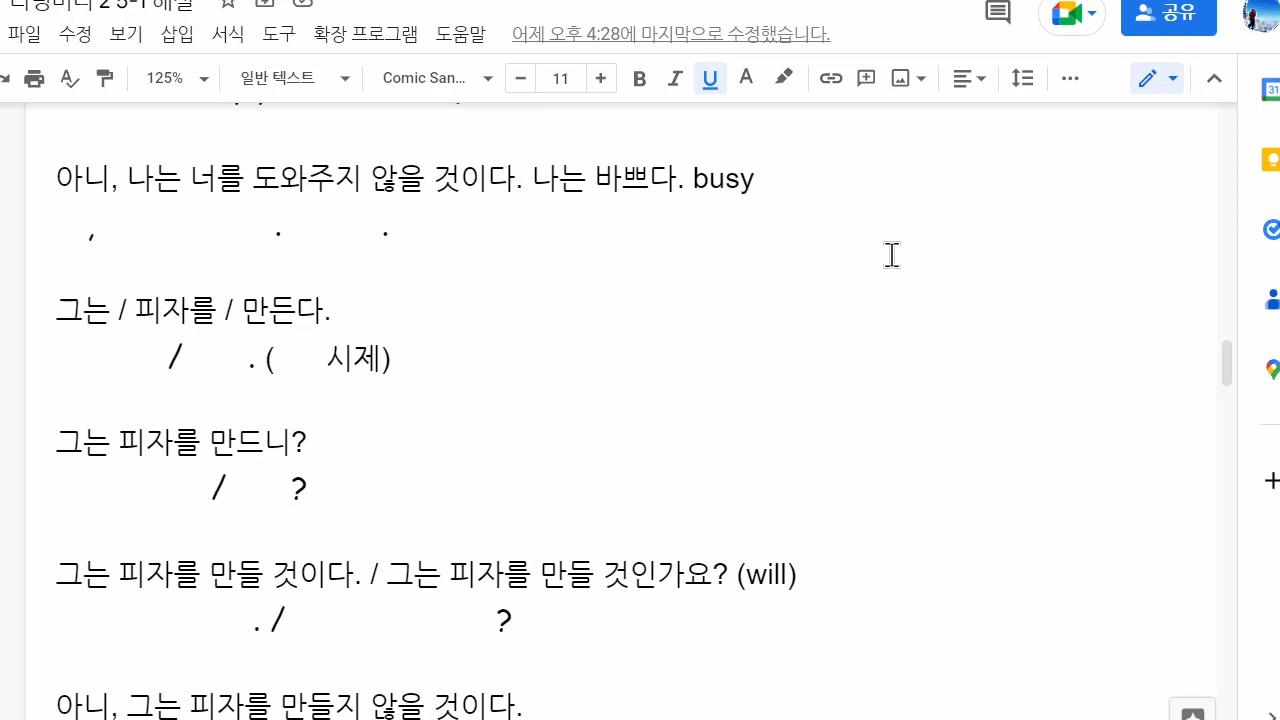 파일 수정 보기 삽입 서식 도구 확장 프로그램 도움말 어제 오후 4:28에 마지막으로 수정했습니다. 공유
125% 일반 텍스트 Comic San... − 11 + B I U A
31
아니, 나는 너를 도와주지 않을 것이다. 나는 바쁘다. busy
, . .
그는 / 피자를 / 만든다.
/ . ( 시제)
그는 피자를 만드니?
/ ?
그는 피자를 만들 것이다. / 그는 피자를 만들 것인가요? (will)
. / ?
아니, 그는 피자를 만들지 않을 것이다.